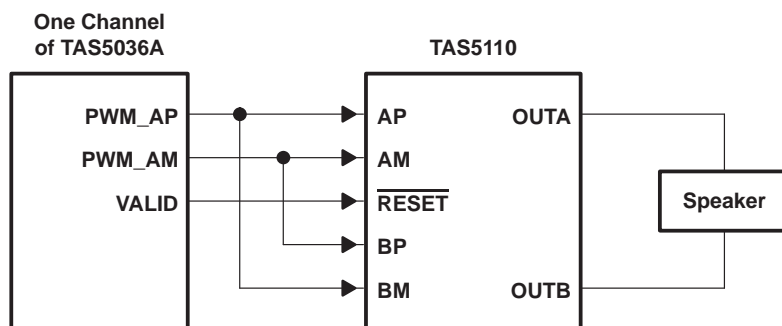 One Channel
of TAS5036A
TAS5110
PWM_AP
AP
OUTA
PWM_AM
AM
VALID
RESET
Speaker
BP
BM
OUTB